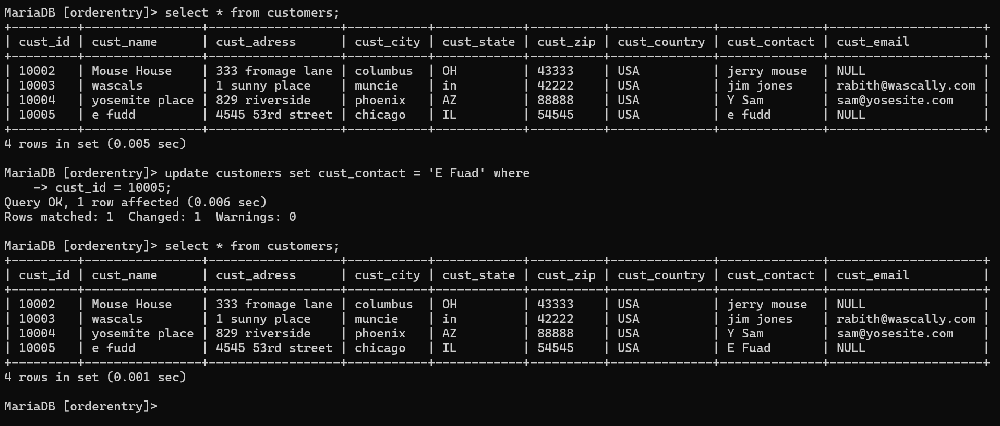 MariaDB [orderentry]> select * from customers;
+---------+----------------+------------------+-----------+------------+----------+--------------+--------------+---------------------+
| cust_id | cust_name      | cust_adress      | cust_city | cust_state | cust_zip | cust_country | cust_contact | cust_email          |
+---------+----------------+------------------+-----------+------------+----------+--------------+--------------+---------------------+
| 10002   | Mouse House    | 333 fromage lane | columbus  | OH         | 43333    | USA          | jerry mouse  | NULL                |
| 10003   | wascals        | 1 sunny place    | muncie    | in         | 42222    | USA          | jim jones    | rabith@wascally.com |
| 10004   | yosemite place | 829 riverside    | phoenix   | AZ         | 88888    | USA          | Y Sam        | sam@yosesite.com    |
| 10005   | e fudd         | 4545 53rd street | chicago   | IL         | 54545    | USA          | e fudd       | NULL                |
+---------+----------------+------------------+-----------+------------+----------+--------------+--------------+---------------------+
4 rows in set (0.005 sec)

MariaDB [orderentry]> update customers set cust_contact = 'E Fuad' where
    -> cust_id = 10005;
Query OK, 1 row affected (0.006 sec)
Rows matched: 1  Changed: 1  Warnings: 0

MariaDB [orderentry]> select * from customers;
+---------+----------------+------------------+-----------+------------+----------+--------------+--------------+---------------------+
| cust_id | cust_name      | cust_adress      | cust_city | cust_state | cust_zip | cust_country | cust_contact | cust_email          |
+---------+----------------+------------------+-----------+------------+----------+--------------+--------------+---------------------+
| 10002   | Mouse House    | 333 fromage lane | columbus  | OH         | 43333    | USA          | jerry mouse  | NULL                |
| 10003   | wascals        | 1 sunny place    | muncie    | in         | 42222    | USA          | jim jones    | rabith@wascally.com |
| 10004   | yosemite place | 829 riverside    | phoenix   | AZ         | 88888    | USA          | Y Sam        | sam@yosesite.com    |
| 10005   | e fudd         | 4545 53rd street | chicago   | IL         | 54545    | USA          | E Fuad       | NULL                |
+---------+----------------+------------------+-----------+------------+----------+--------------+--------------+---------------------+
4 rows in set (0.001 sec)

MariaDB [orderentry]>